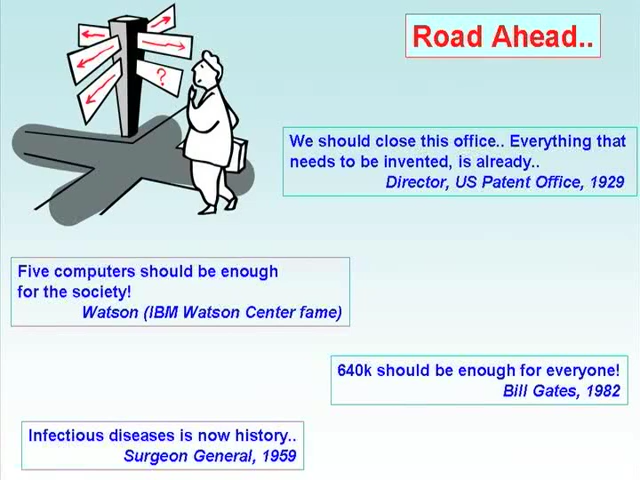 Road Ahead..
?
We should close this office.. Everything that
needs to be invented, is already..
Director, US Patent Office, 1929
Five computers should be enough
for the society!
Watson (IBM Watson Center fame)
640k should be enough for everyone!
Bill Gates, 1982
Infectious diseases is now history..
Surgeon General, 1959